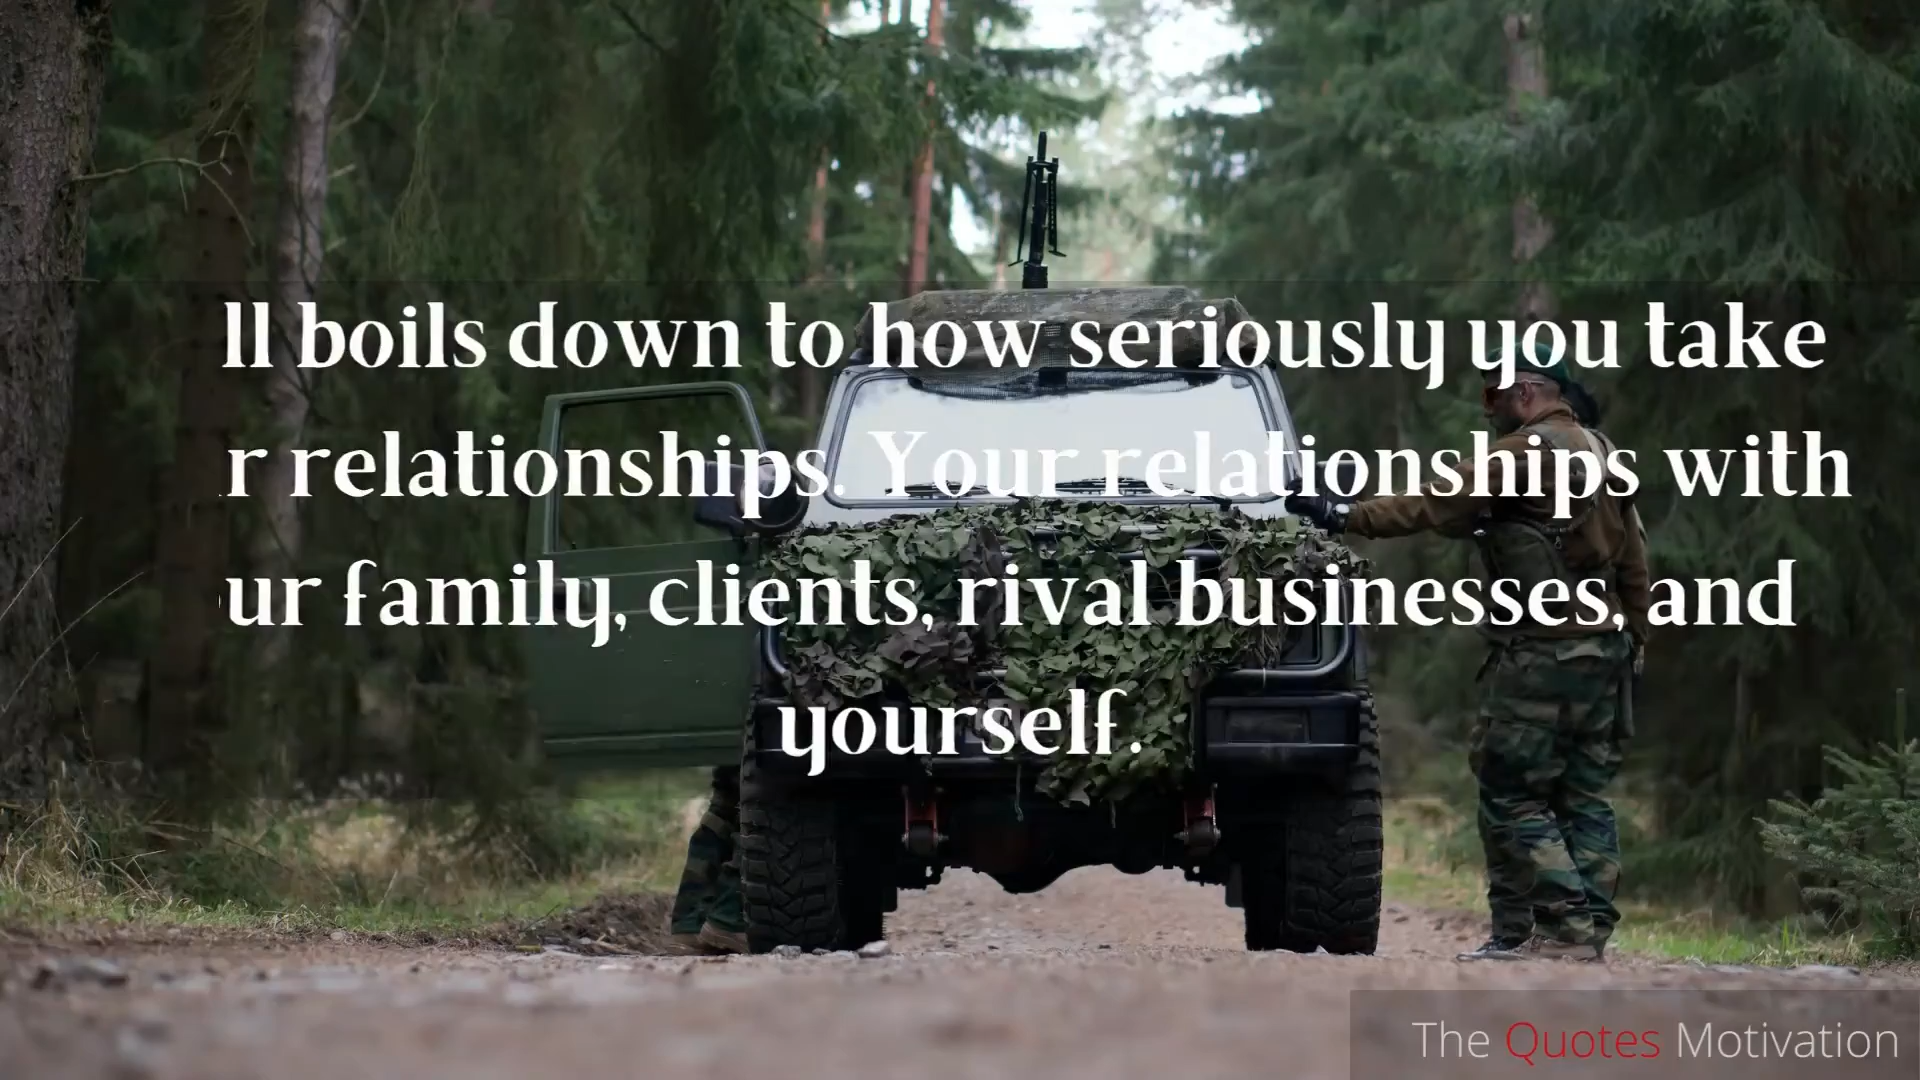 ll boils down to how seriously you take
r relationships. Your relationships with
ur family, clients, rival businesses, and
yourself.
The Quotes Motivation